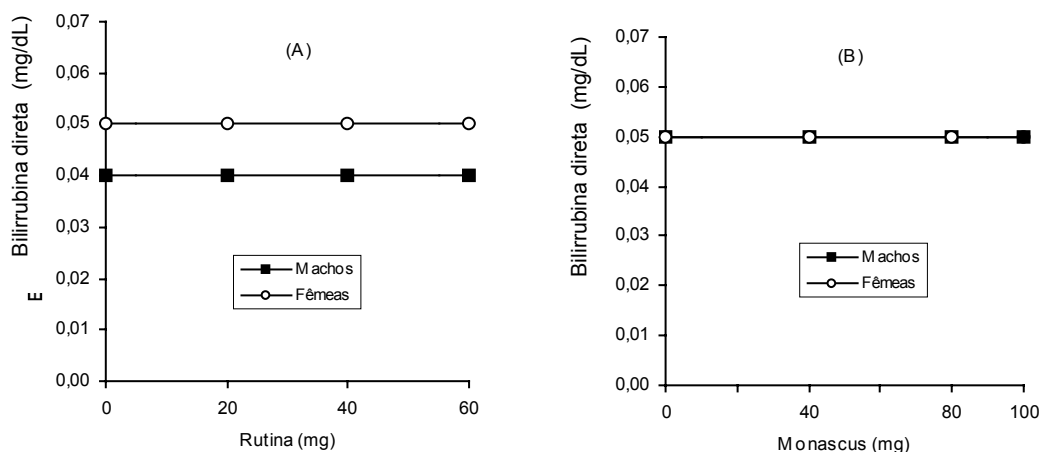 Bilirrubina direta (mg/dL)
E
(A)
0,07
0,06
0,05
0,04
0,03
0,02
0,01
0,00
Machos
Fêmeas
0 20 40 60
Rutina (mg)
Bilirrubina direta (mg/dL)
(B)
0,07
0,06
0,05
0,04
0,03
0,02
0,01
0,00
Machos
Fêmeas
0 40 80 100
Monascus (mg)